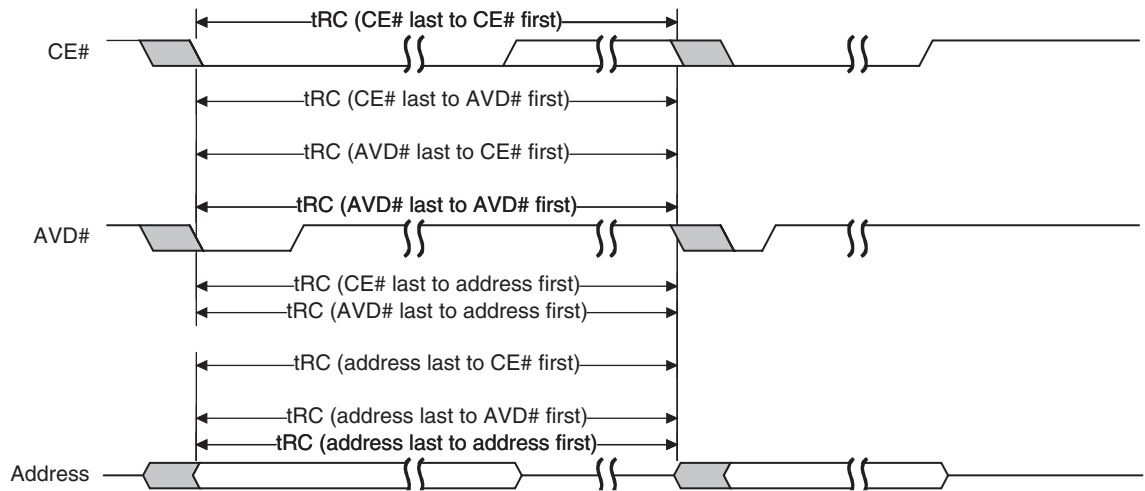 tRC (CE# last to CE# first)
CE#
tRC (CE# last to AVD# first)
tRC (AVD# last to CE# first)
tRC (AVD# last to AVD# first)
AVD#
tRC (CE# last to address first)
tRC (AVD# last to address first)
tRC (address last to CE# first)
tRC (address last to AVD# first)
tRC (address last to address first)
Address